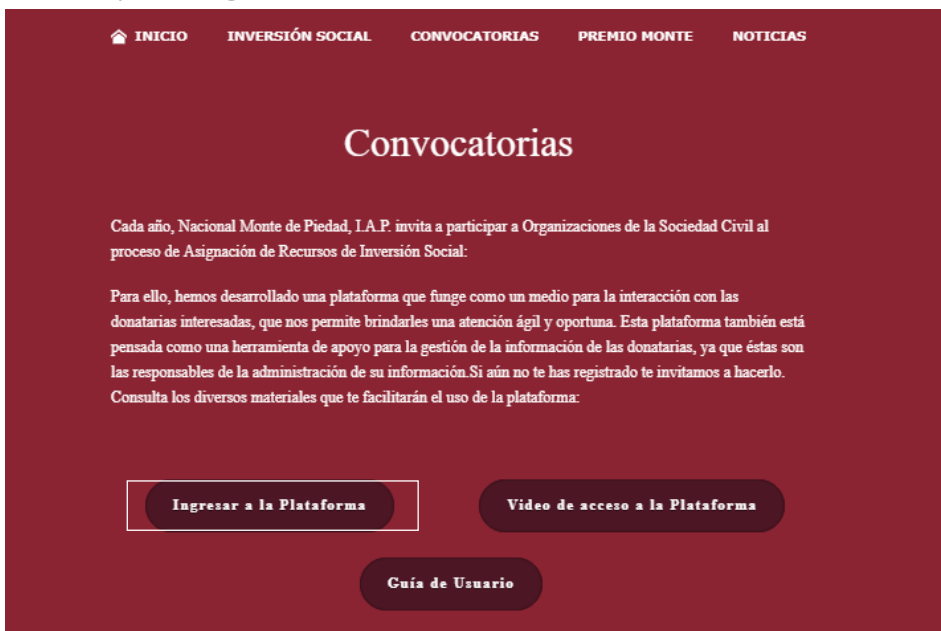 INICIO INVERSIÓN SOCIAL CONVOCATORIAS PREMIO MONTE NOTICIAS
Convocatorias
Cada año, Nacional Monte de Piedad, I.A.P. invita a participar a Organizaciones de la Sociedad Civil al
proceso de Asignación de Recursos de Inversión Social:
Para ello, hemos desarrollado una plataforma que funge como un medio para la interacción con las
donatarias interesadas, que nos permite brindarles una atención ágil y oportuna. Esta plataforma también está
pensada como una herramienta de apoyo para la gestión de la información de las donatarias, ya que éstas son
las responsables de la administración de su información.Si aún no te has registrado te invitamos a hacerlo.
Consulta los diversos materiales que te facilitarán el uso de la plataforma:
Ingresar a la Plataforma Video de acceso a la Plataforma
Guía de Usuario